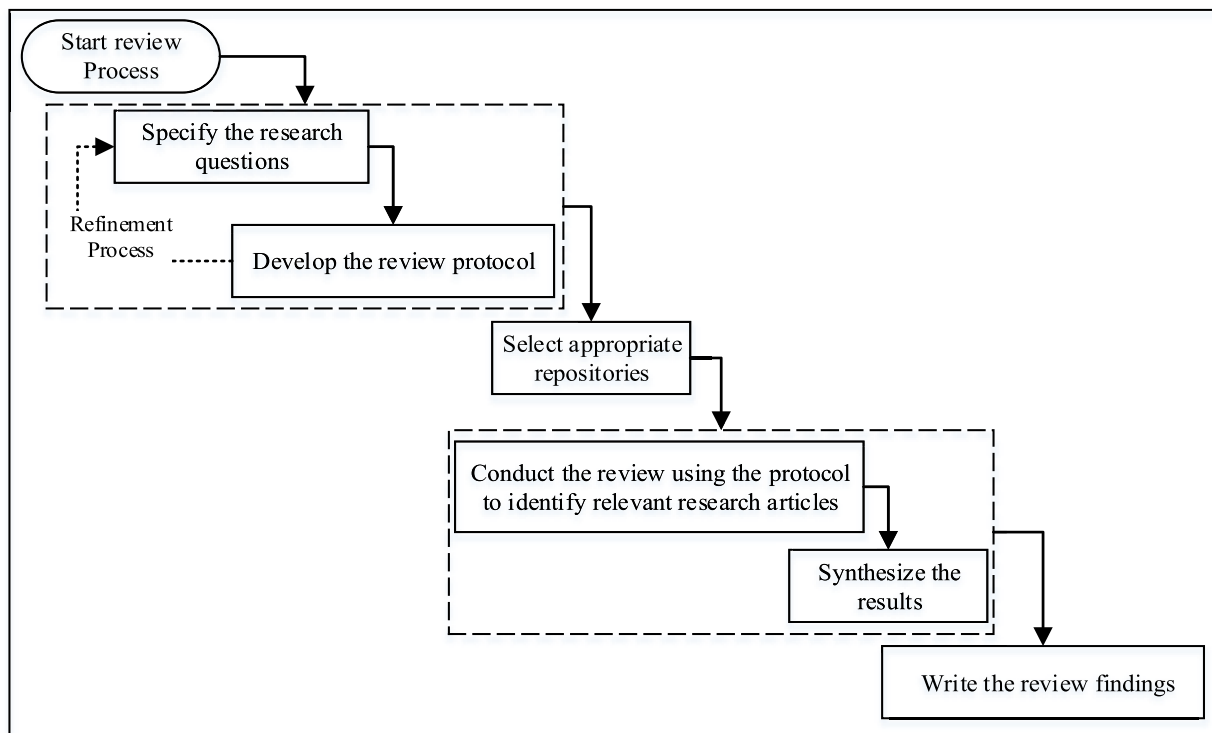 Start review
Process
Specify the research
questions
Refinement
Process
Develop the review protocol
Select appropriate
repositories
Conduct the review using the protocol
to identify relevant research articles
Synthesize the
results
Write the review findings